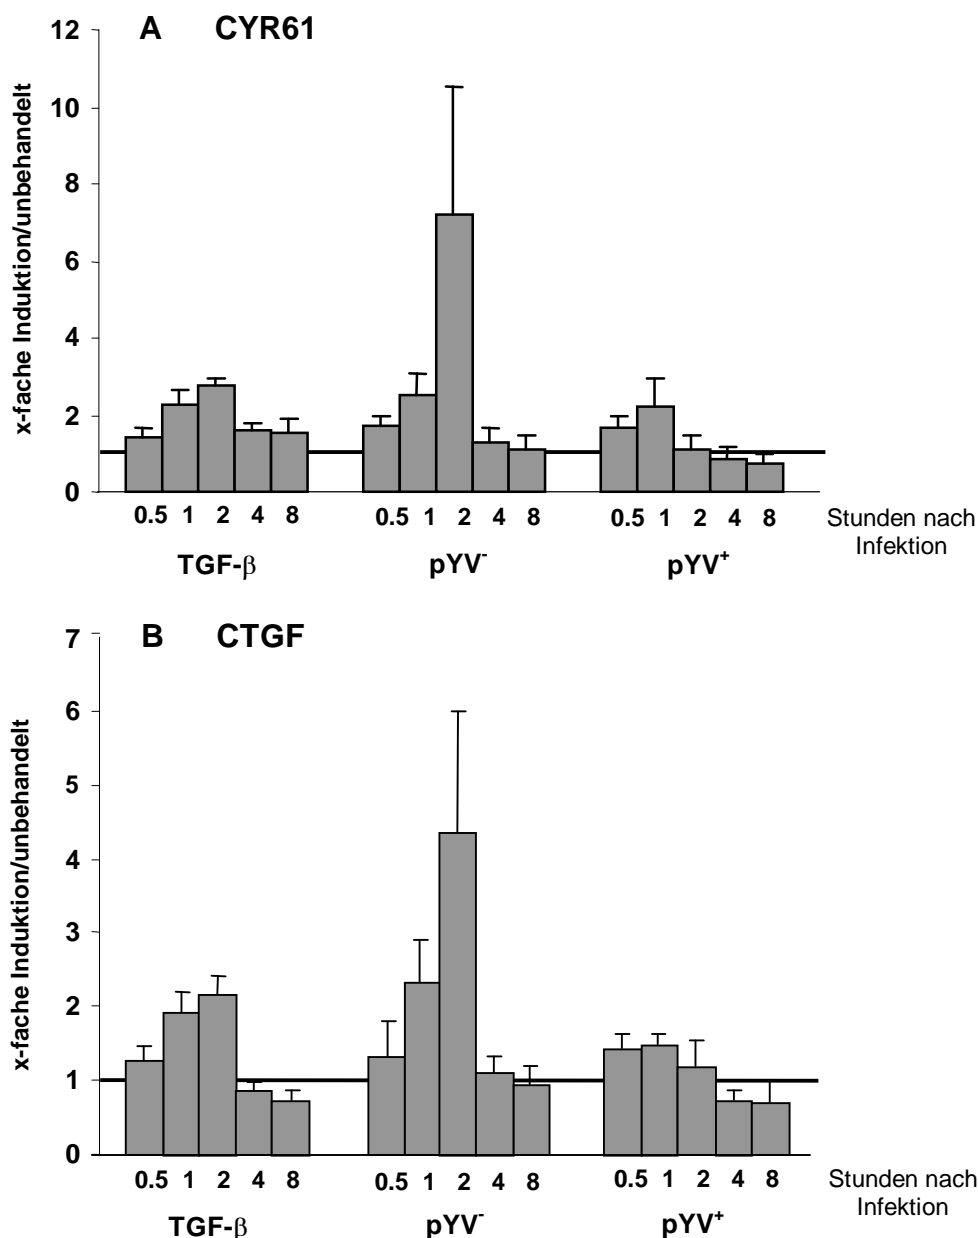 A CYR61
x-fache Induktion/unbehandelt
12
10
8
6
4
2
0
0.5 1 2 4 8 0.5 1 2 4 8 0.5 1 2 4 8
Stunden nach
Infektion
TGF-β pYV⁻ pYV⁺
B CTGF
x-fache Induktion/unbehandelt
7
6
5
4
3
2
1
0
0.5 1 2 4 8 0.5 1 2 4 8 0.5 1 2 4 8
Stunden nach
Infektion
TGF-β pYV⁻ pYV⁺